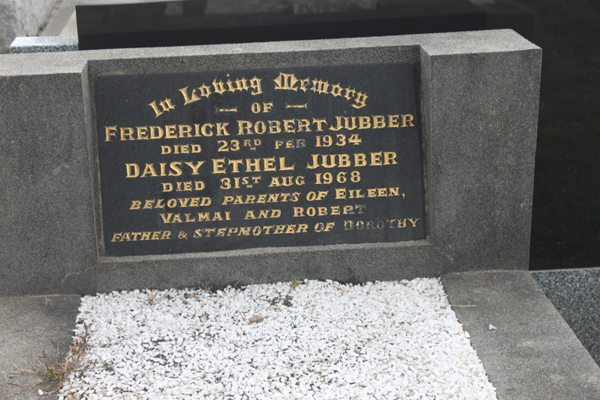 In Loving Memory
— OF —
FREDERICK ROBERT JUBBER
DIED 23RD FEB 1934
DAISY ETHEL JUBBER
DIED 31ST AUG 1968
BELOVED PARENTS OF EILEEN,
VALMAI AND ROBERT
FATHER & STEPMOTHER OF DOROTHY